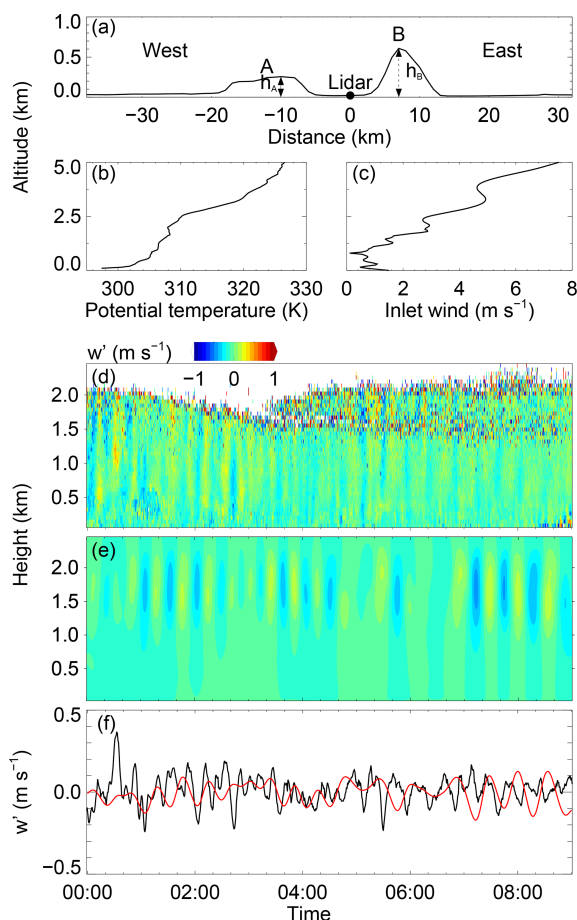 (a)
1.0
0.5
0.0
West
East
A
B
h_A
h_B
Lidar
−30 −20 −10 0 10 20 30
Distance (km)
Altitude (km)
(b)
(c)
5.0
2.5
0.0
300 310 320 330
0 2 4 6 8
Potential temperature (K)
Inlet wind (m s⁻¹)
w' (m s⁻¹)
−1 0 1
(d)
2.0
1.5
1.0
0.5
Height (km)
(e)
2.0
1.5
1.0
0.5
(f)
0.5
0.0
−0.5
w' (m s⁻¹)
00:00 02:00 04:00 06:00 08:00
Time